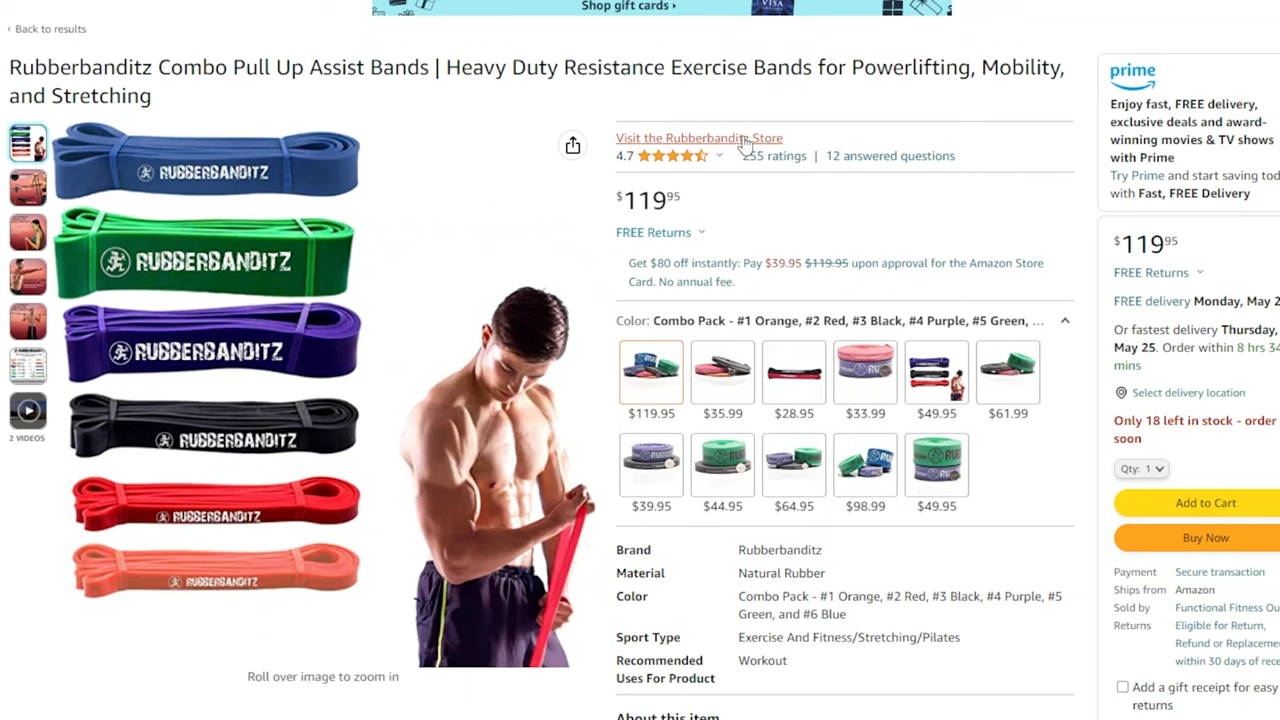 Shop gift cards ›
VISA
‹ Back to results
Rubberbanditz Combo Pull Up Assist Bands | Heavy Duty Resistance Exercise Bands for Powerlifting, Mobility,
and Stretching
RUBBERBANDITZ
RUBBERBANDITZ
RUBBERBANDITZ
RUBBERBANDITZ
RUBBERBANDITZ
RUBBERBANDITZ
2 VIDEOS
Roll over image to zoom in
Visit the Rubberbanditz Store
4.7 255 ratings | 12 answered questions
$119.95
FREE Returns
Get $80 off instantly: Pay $39.95 $119.95 upon approval for the Amazon Store
Card. No annual fee.
Color: Combo Pack - #1 Orange, #2 Red, #3 Black, #4 Purple, #5 Green, ...
$119.95 $35.99 $28.95 $33.99 $49.95 $61.99
$39.95 $44.95 $64.95 $98.99 $49.95
Brand Rubberbanditz
Material Natural Rubber
Color Combo Pack - #1 Orange, #2 Red, #3 Black, #4 Purple, #5
Green, and #6 Blue
Sport Type Exercise And Fitness/Stretching/Pilates
Recommended Workout
Uses For Product
About this item
prime
Enjoy fast, FREE delivery,
exclusive deals and award-
winning movies & TV shows
with Prime
Try Prime and start saving tod
with Fast, FREE Delivery
$119.95
FREE Returns
FREE delivery Monday, May 2
Or fastest delivery Thursday,
May 25. Order within 8 hrs 34
mins
Select delivery location
Only 18 left in stock - order
soon
Qty: 1
Add to Cart
Buy Now
Payment Secure transaction
Ships from Amazon
Sold by Functional Fitness Ou
Returns Eligible for Return,
Refund or Replaceme
within 30 days of rece
Add a gift receipt for easy
returns